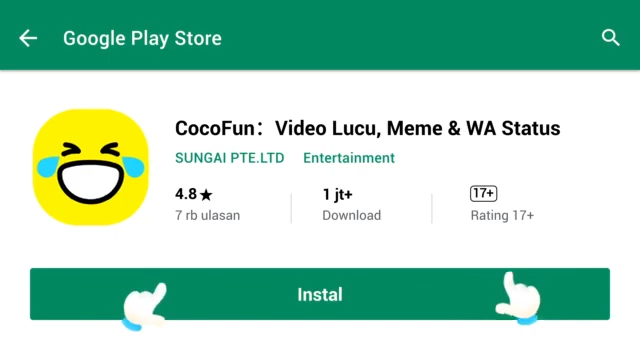 Google Play Store
CocoFun：Video Lucu, Meme & WA Status
SUNGAI PTE.LTD Entertainment
4.8★ 1 jt+ 17+
7 rb ulasan Download Rating 17+
Instal